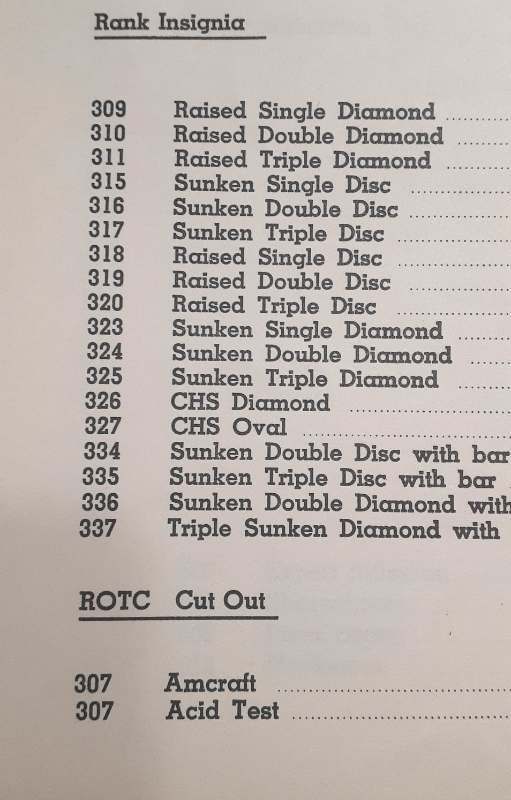 Rank Insignia
309 Raised Single Diamond
310 Raised Double Diamond
311 Raised Triple Diamond
315 Sunken Single Disc
316 Sunken Double Disc
317 Sunken Triple Disc
318 Raised Single Disc
319 Raised Double Disc
320 Raised Triple Disc
323 Sunken Single Diamond
324 Sunken Double Diamond
325 Sunken Triple Diamond
326 CHS Diamond
327 CHS Oval
334 Sunken Double Disc with bar
335 Sunken Triple Disc with bar
336 Sunken Double Diamond with
337 Triple Sunken Diamond with
ROTC Cut Out
307 Amcraft
307 Acid Test